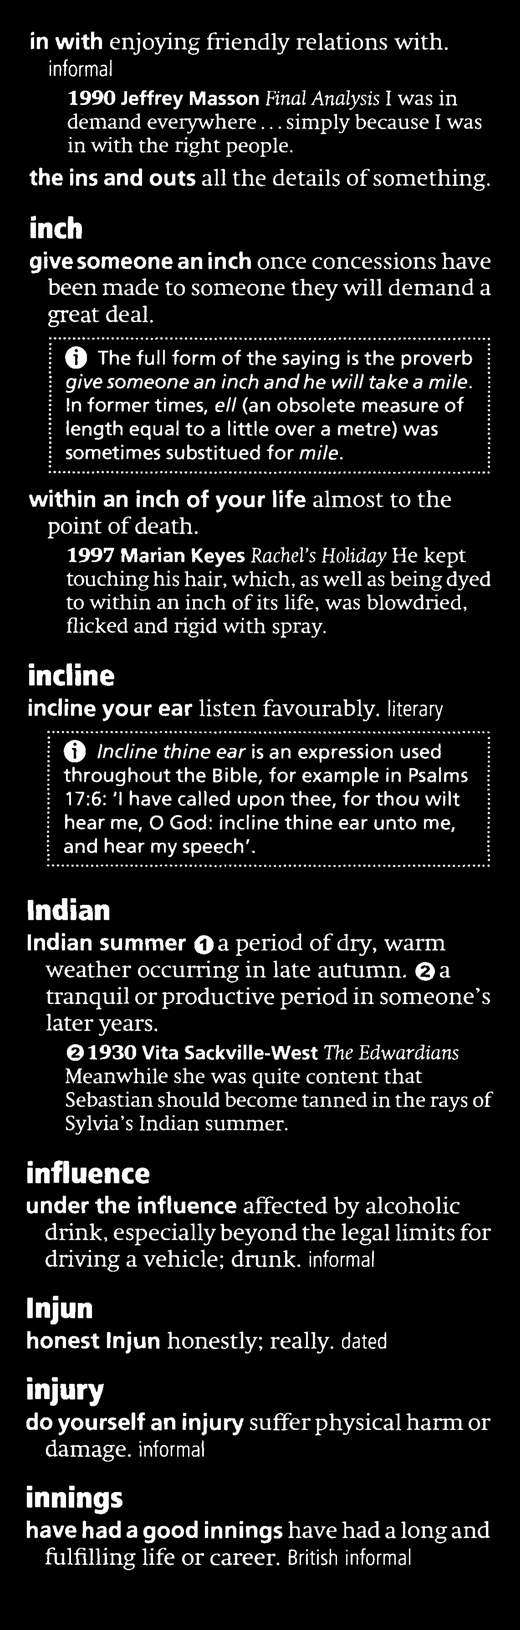 in with enjoying friendly relations with.
informal
1990 Jeffrey Masson Final Analysis I was in
demand everywhere... simply because I was
in with the right people.
the ins and outs all the details of something.
inch
give someone an inch once concessions have
been made to someone they will demand a
great deal.
i The full form of the saying is the proverb
give someone an inch and he will take a mile.
In former times, ell (an obsolete measure of
length equal to a little over a metre) was
sometimes substitued for mile.
within an inch of your life almost to the
point of death.
1997 Marian Keyes Rachel's Holiday He kept
touching his hair, which, as well as being dyed
to within an inch of its life, was blowdried,
flicked and rigid with spray.
incline
incline your ear listen favourably. literary
i Incline thine ear is an expression used
throughout the Bible, for example in Psalms
17:6: 'I have called upon thee, for thou wilt
hear me, O God: incline thine ear unto me,
and hear my speech'.
Indian
Indian summer ❶ a period of dry, warm
weather occurring in late autumn. ❷ a
tranquil or productive period in someone's
later years.
❷ 1930 Vita Sackville-West The Edwardians
Meanwhile she was quite content that
Sebastian should become tanned in the rays of
Sylvia's Indian summer.
influence
under the influence affected by alcoholic
drink, especially beyond the legal limits for
driving a vehicle; drunk. informal
Injun
honest Injun honestly; really. dated
injury
do yourself an injury suffer physical harm or
damage. informal
innings
have had a good innings have had a long and
fulfilling life or career. British informal